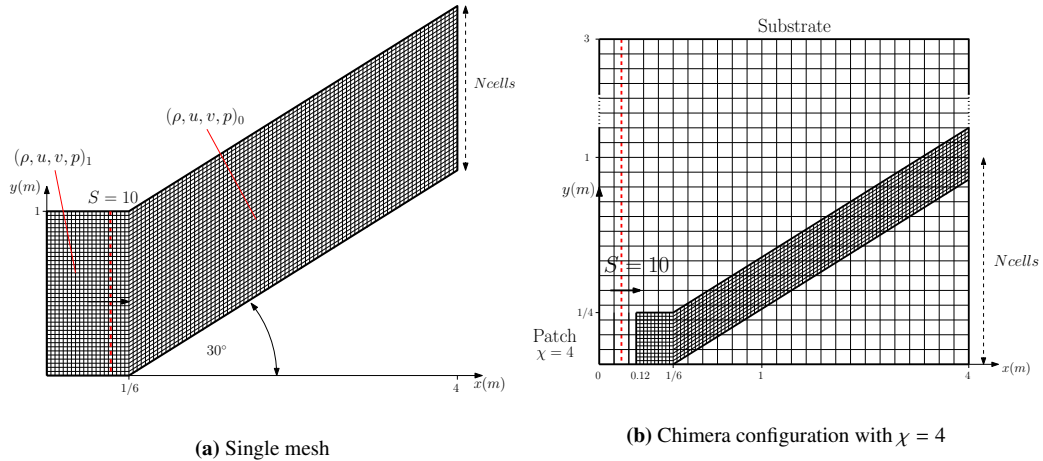 (ρ, u, v, p)₀
(ρ, u, v, p)₁
y(m)
S = 10
1
Ncells
30°
1/6
4
x(m)
(a) Single mesh
Substrate
3
1
y(m)
S = 10
1/4
Patch
χ = 4
Ncells
0
0.12
1/6
1
4
x(m)
(b) Chimera configuration with χ = 4